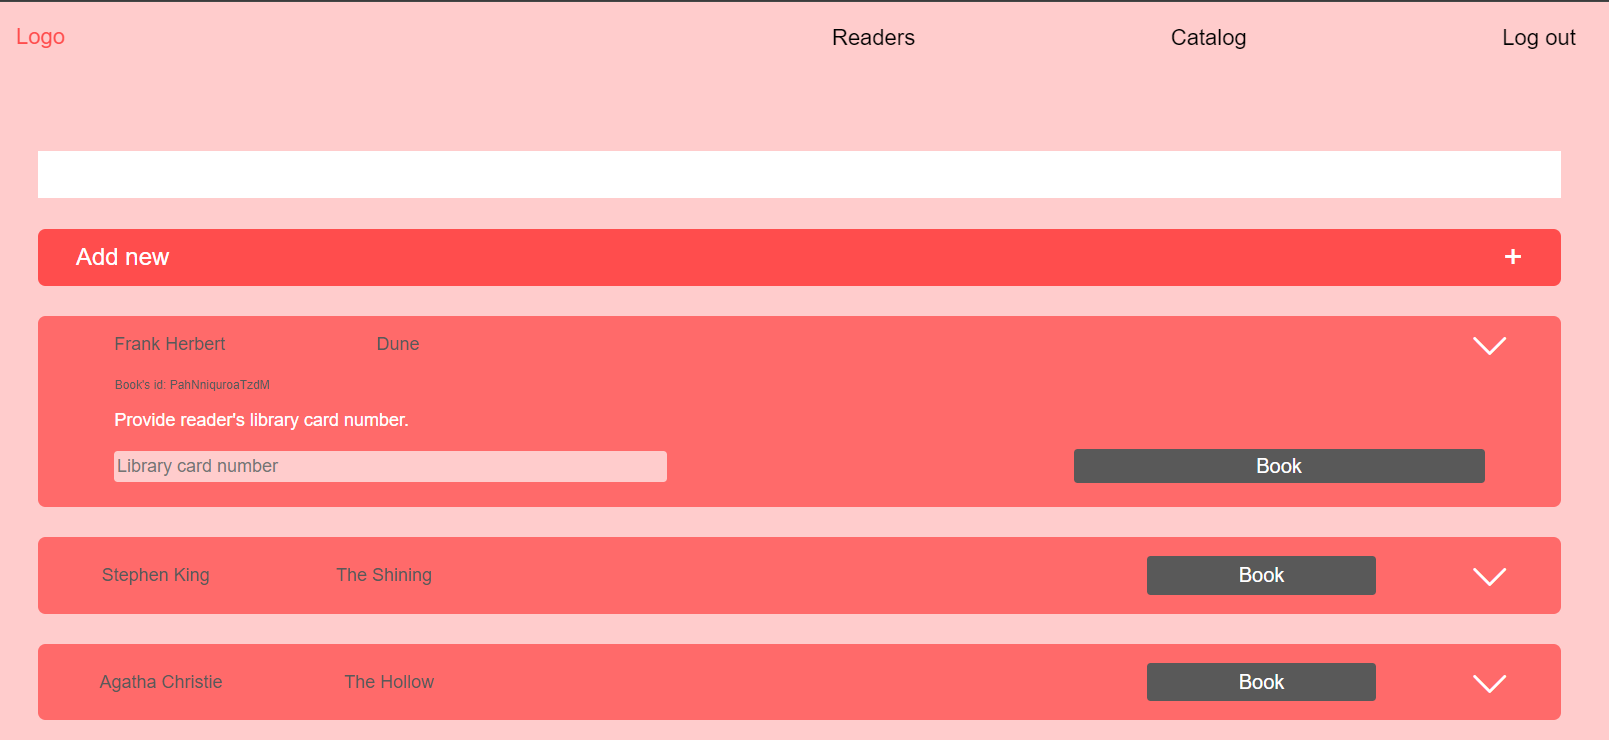 Logo Readers Catalog Log out
Add new +
Frank Herbert Dune
Book's id: PahNniquroaTzdM
Provide reader's library card number.
Library card number Book
Stephen King The Shining Book
Agatha Christie The Hollow Book